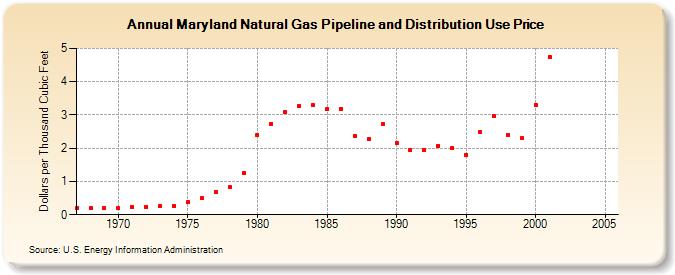 Annual Maryland Natural Gas Pipeline and Distribution Use Price
Dollars per Thousand Cubic Feet
5
4
3
2
1
0
1970 1975 1980 1985 1990 1995 2000 2005
Source: U.S. Energy Information Administration